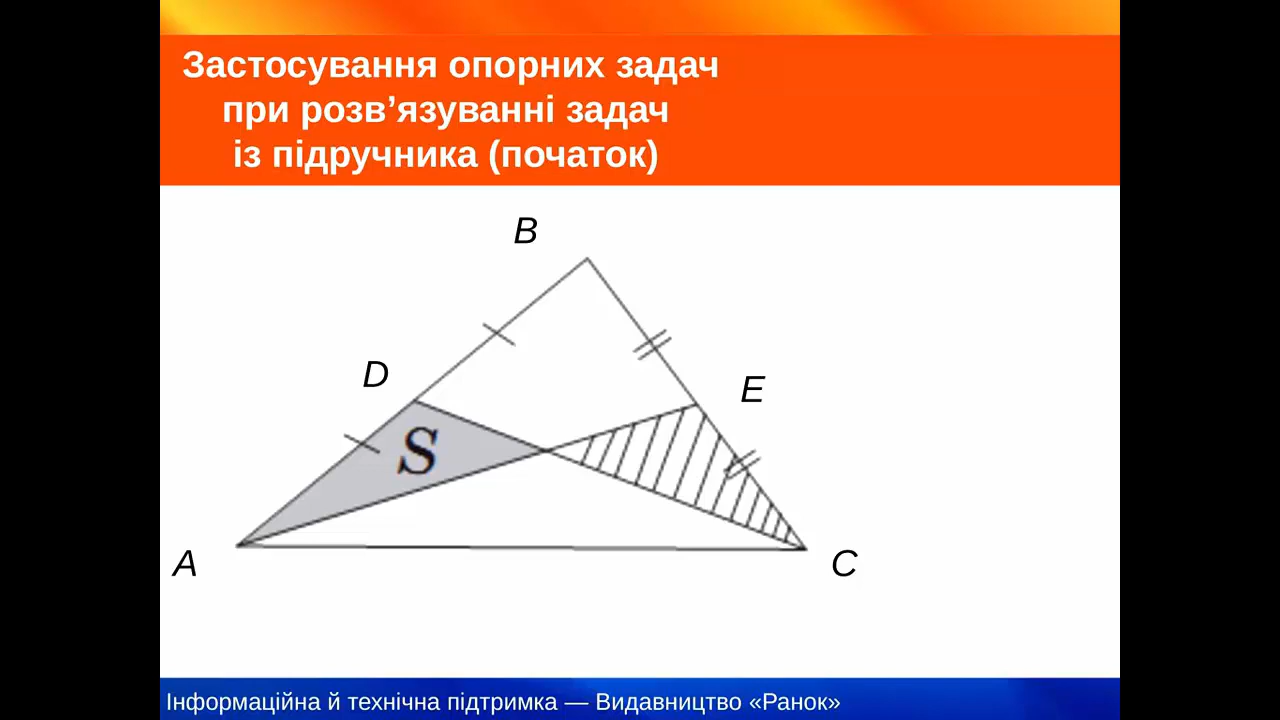 Застосування опорних задач
при розв’язуванні задач
із підручника (початок)
B
D
E
S
A
C
Інформаційна й технічна підтримка — Видавництво «Ранок»